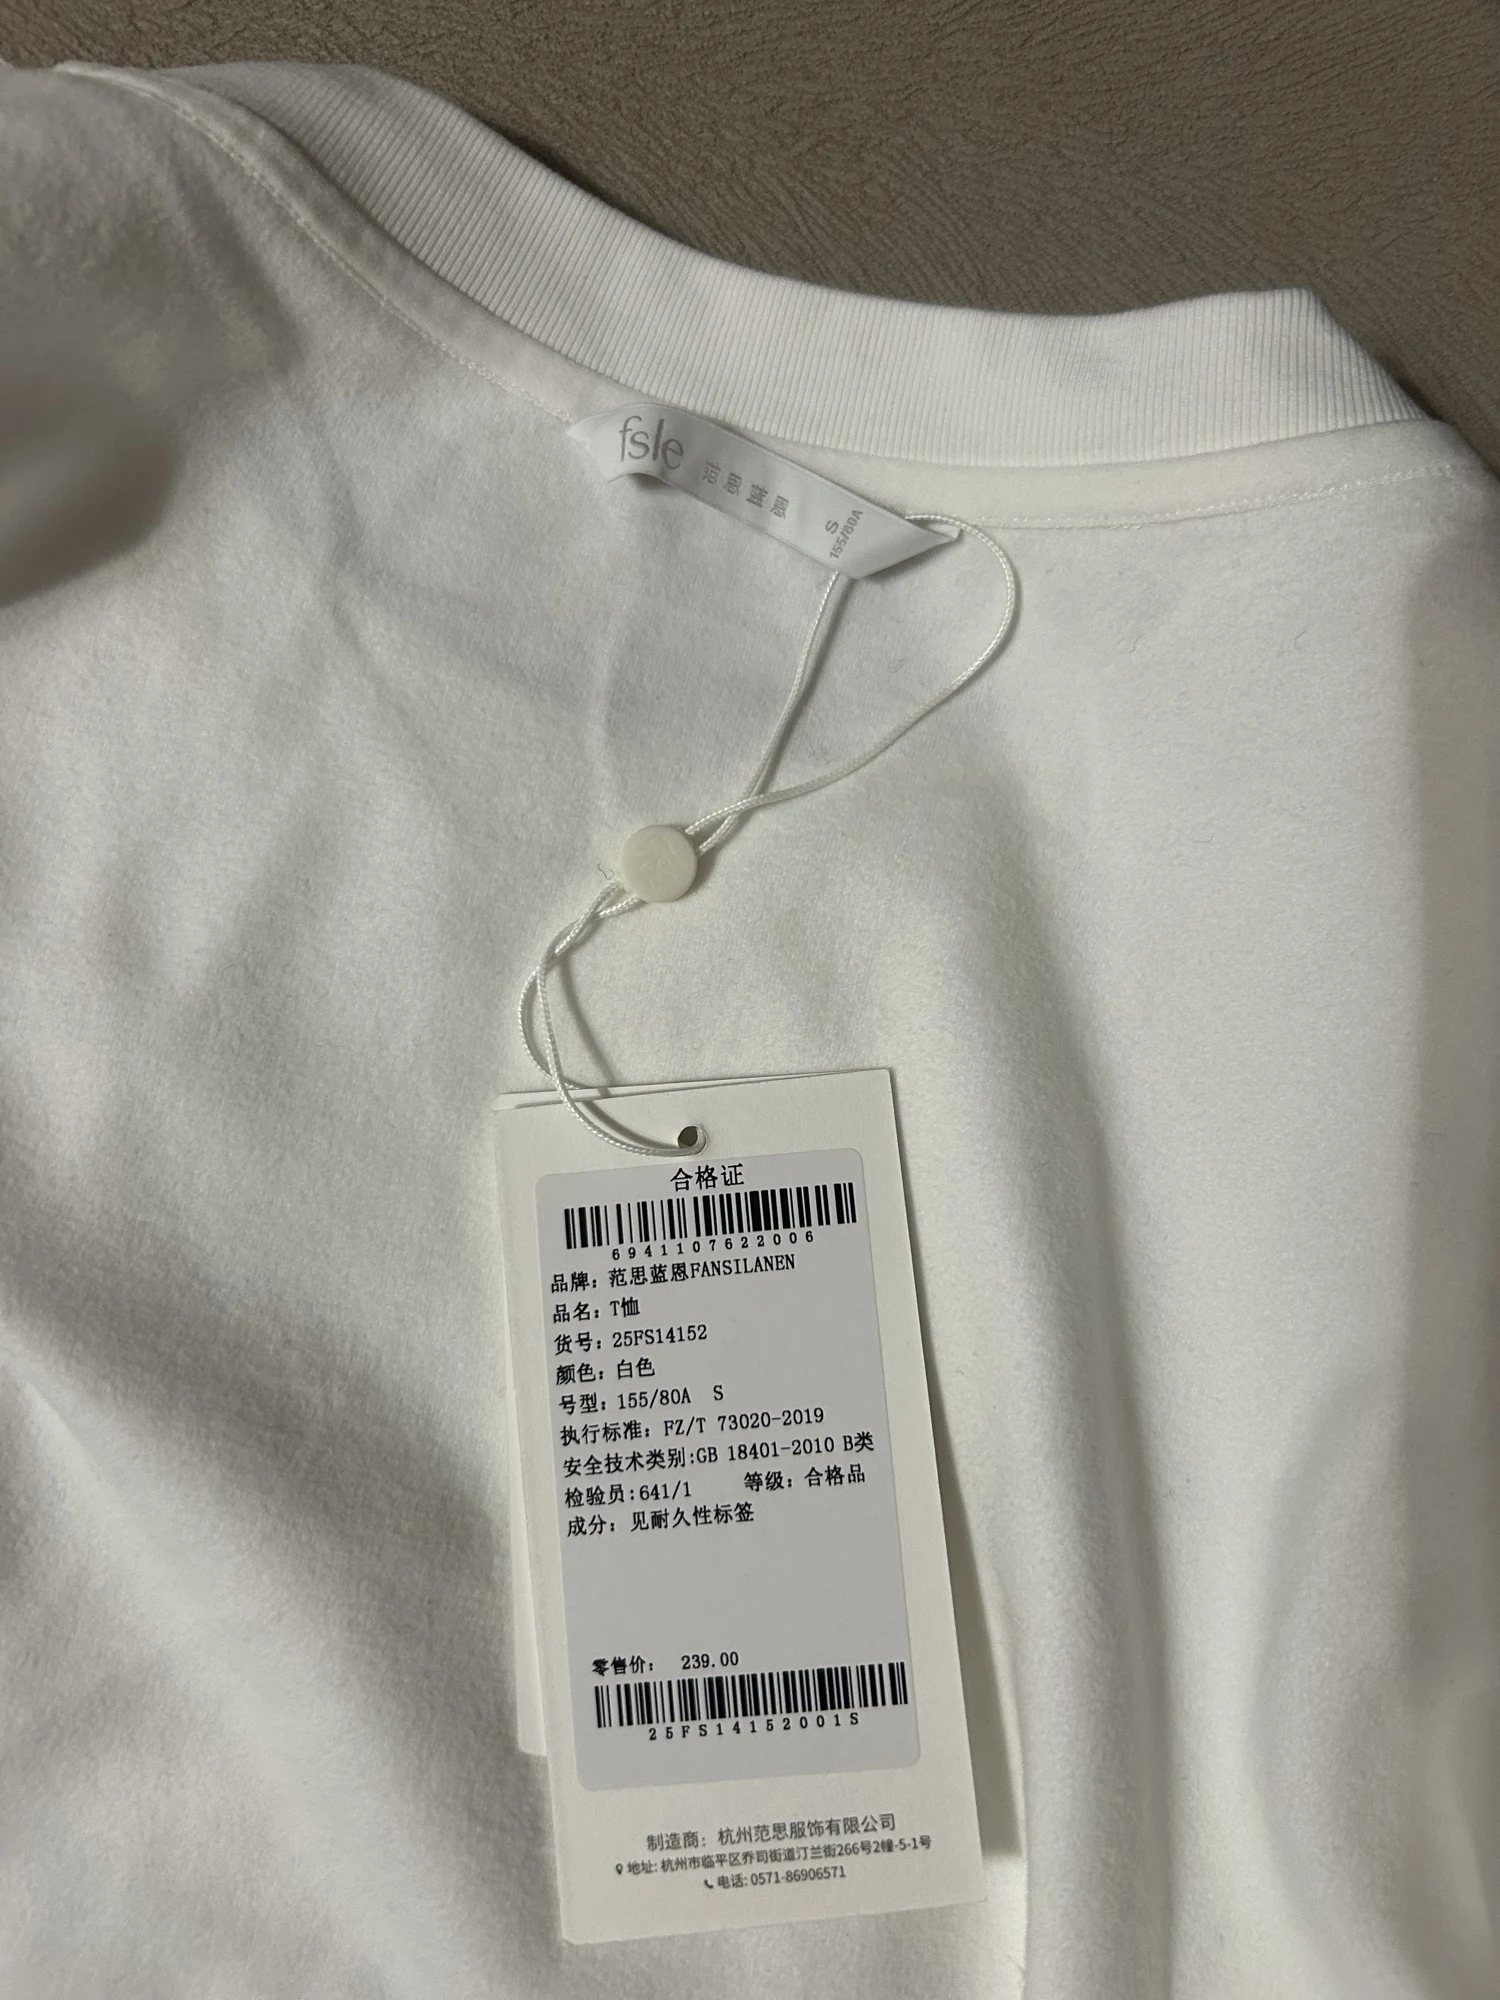 fsle
S
155/80A
合格证
6941107622006
品牌：范思蓝恩FANSILANEN
品名：T恤
货号：25FS14152
颜色：白色
号型：155/80A S
执行标准：FZ/T 73020-2019
安全技术类别:GB 18401-2010 B类
检验员:641/1 等级：合格品
成分：见耐久性标签
零售价： 239.00
25FS14152001S
制造商：杭州范思服饰有限公司
地址：杭州市临平区乔司街道汀兰街266号2幢-5-1号
电话：0571-86906571